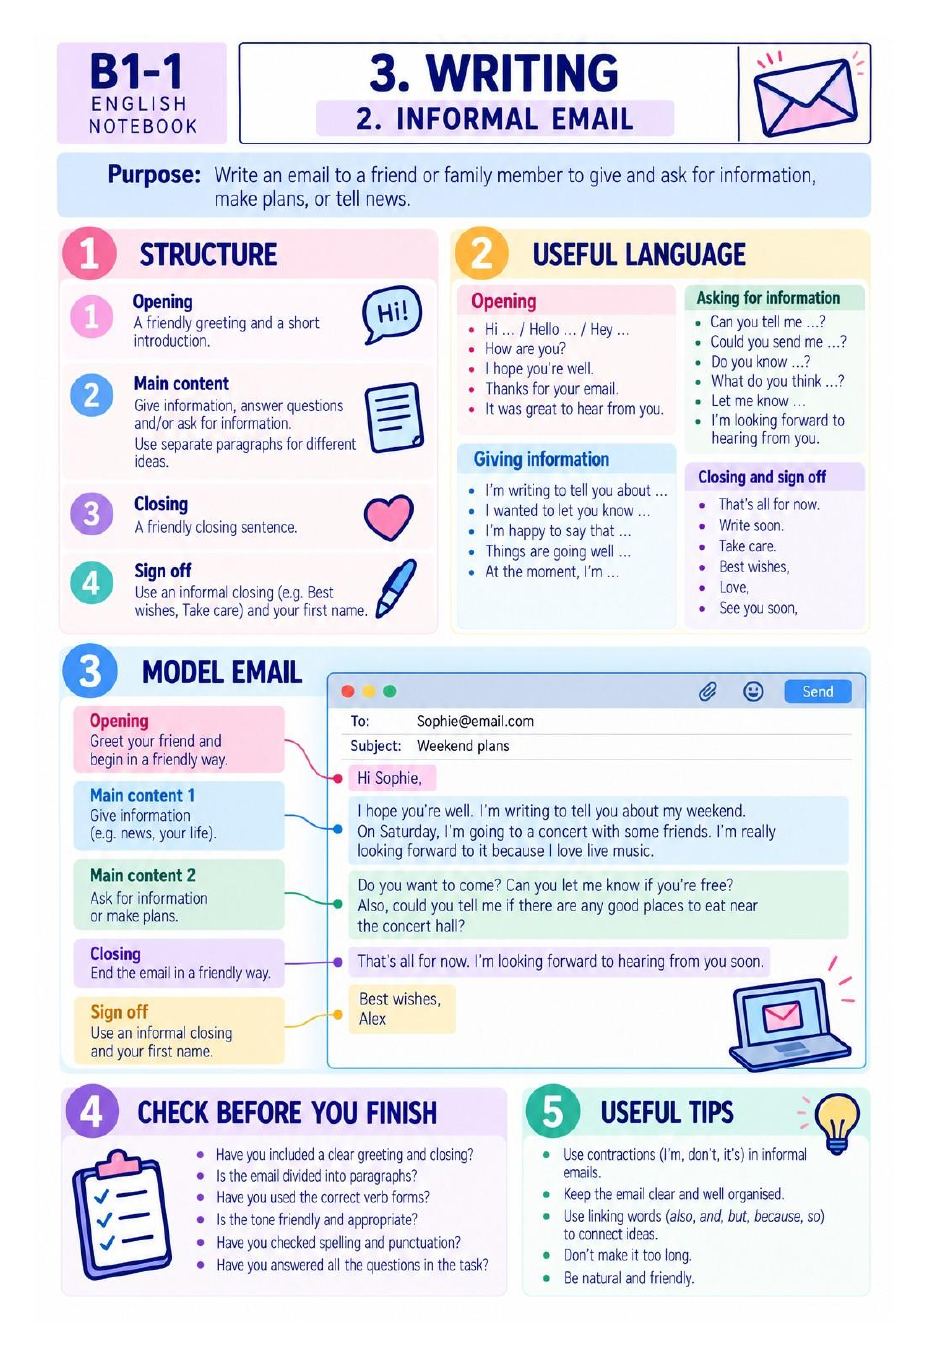 B1-1
ENGLISH
NOTEBOOK
3. WRITING
2. INFORMAL EMAIL
Purpose: Write an email to a friend or family member to give and ask for information,
make plans, or tell news.
1 STRUCTURE
1
Opening
A friendly greeting and a short
introduction.
Hi!
2
Main content
Give information, answer questions
and/or ask for information.
Use separate paragraphs for different
ideas.
3
Closing
A friendly closing sentence.
4
Sign off
Use an informal closing (e.g. Best
wishes, Take care) and your first name.
2 USEFUL LANGUAGE
Opening
• Hi ... / Hello ... / Hey ...
• How are you?
• I hope you're well.
• Thanks for your email.
• It was great to hear from you.
Giving information
• I'm writing to tell you about ...
• I wanted to let you know ...
• I'm happy to say that ...
• Things are going well ...
• At the moment, I'm ...
Asking for information
• Can you tell me ...?
• Could you send me ...?
• Do you know ...?
• What do you think ...?
• Let me know ...
• I'm looking forward to
hearing from you.
Closing and sign off
• That's all for now.
• Write soon.
• Take care.
• Best wishes,
• Love,
• See you soon,
3 MODEL EMAIL
Opening
Greet your friend and
begin in a friendly way.
Main content 1
Give information
(e.g. news, your life).
Main content 2
Ask for information
or make plans.
Closing
End the email in a friendly way.
Sign off
Use an informal closing
and your first name.
Send
To: Sophie@email.com
Subject: Weekend plans
Hi Sophie,
I hope you're well. I'm writing to tell you about my weekend.
On Saturday, I'm going to a concert with some friends. I'm really
looking forward to it because I love live music.
Do you want to come? Can you let me know if you're free?
Also, could you tell me if there are any good places to eat near
the concert hall?
That's all for now. I'm looking forward to hearing from you soon.
Best wishes,
Alex
4 CHECK BEFORE YOU FINISH
• Have you included a clear greeting and closing?
• Is the email divided into paragraphs?
• Have you used the correct verb forms?
• Is the tone friendly and appropriate?
• Have you checked spelling and punctuation?
• Have you answered all the questions in the task?
5 USEFUL TIPS
• Use contractions (I'm, don't, it's) in informal
emails.
• Keep the email clear and well organised.
• Use linking words (also, and, but, because, so)
to connect ideas.
• Don't make it too long.
• Be natural and friendly.